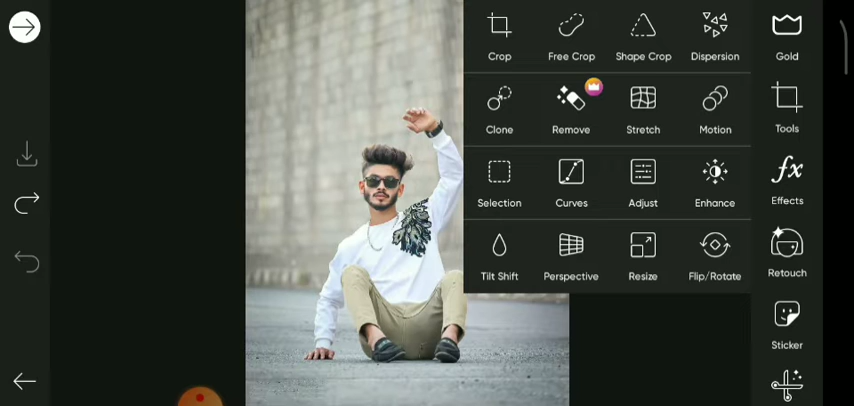 Crop Free Crop Shape Crop Dispersion Gold
Clone Remove Stretch Motion Tools
Selection Curves Adjust Enhance Effects
Tilt Shift Perspective Resize Flip/Rotate Retouch
Sticker